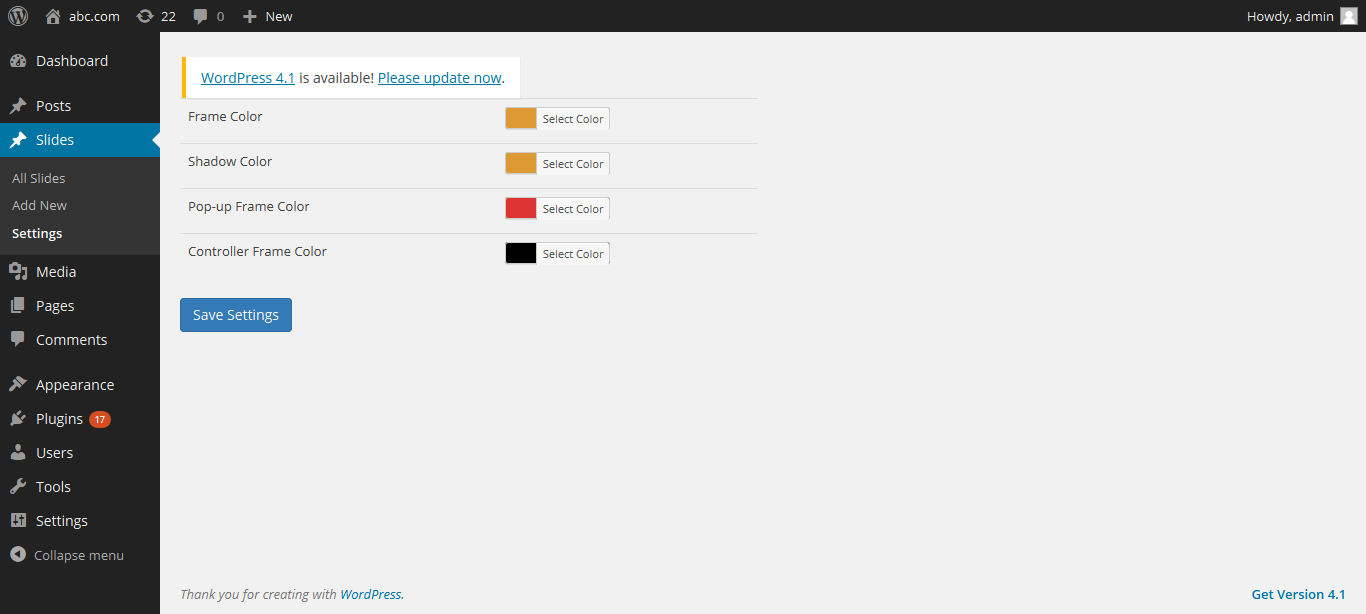 abc.com 22 0 New Howdy, admin
Dashboard
Posts
Slides
All Slides
Add New
Settings
Media
Pages
Comments
Appearance
Plugins 17
Users
Tools
Settings
Collapse menu
WordPress 4.1 is available! Please update now.
Frame Color Select Color
Shadow Color Select Color
Pop-up Frame Color Select Color
Controller Frame Color Select Color
Save Settings
Thank you for creating with WordPress. Get Version 4.1